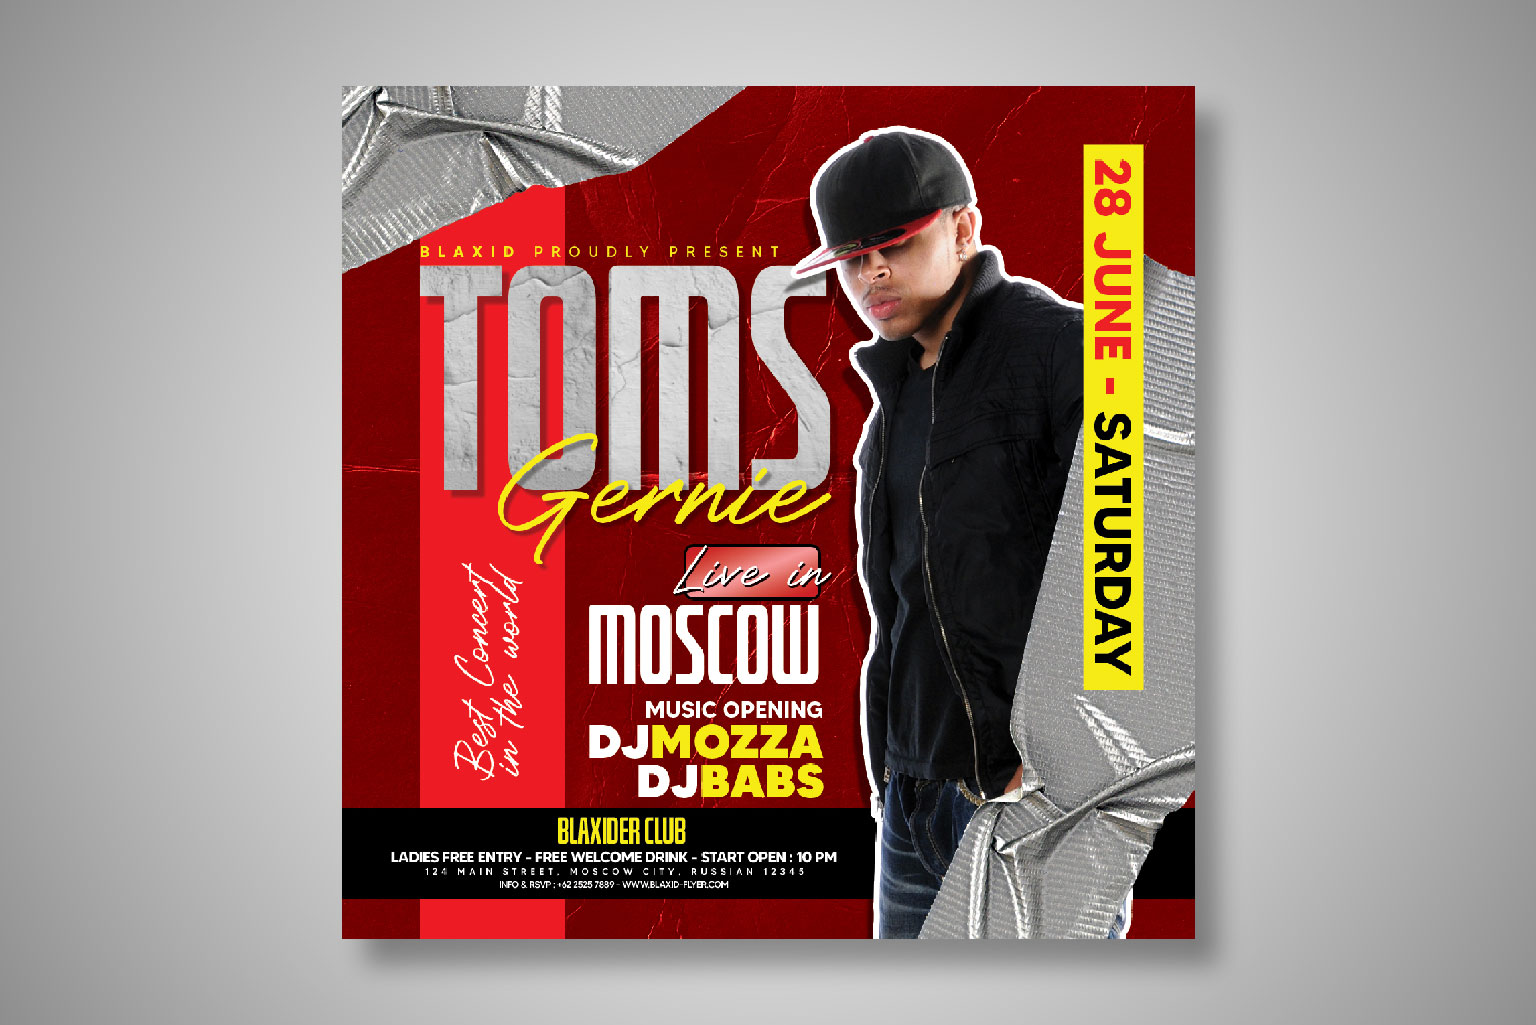 BLAXID PROUDLY PRESENT
TOMS
Gernie
Live in
MOSCOW
MUSIC OPENING
DJMOZZA
DJBABS
Best Concert
in the world
28 JUNE - SATURDAY
BLAXIDER CLUB
LADIES FREE ENTRY - FREE WELCOME DRINK - START OPEN : 10 PM
124 MAIN STREET, MOSCOW CITY, RUSSIAN 12345
INFO & RSVP : +62 2525 7889 - WWW.BLAXID-FLYER.COM